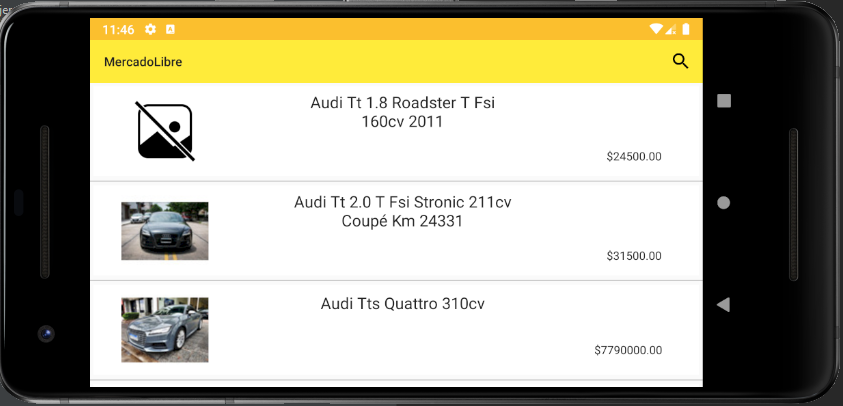 11:46
MercadoLibre
Audi Tt 1.8 Roadster T Fsi
160cv 2011
$24500.00
Audi Tt 2.0 T Fsi Stronic 211cv
Coupé Km 24331
$31500.00
Audi Tts Quattro 310cv
$7790000.00